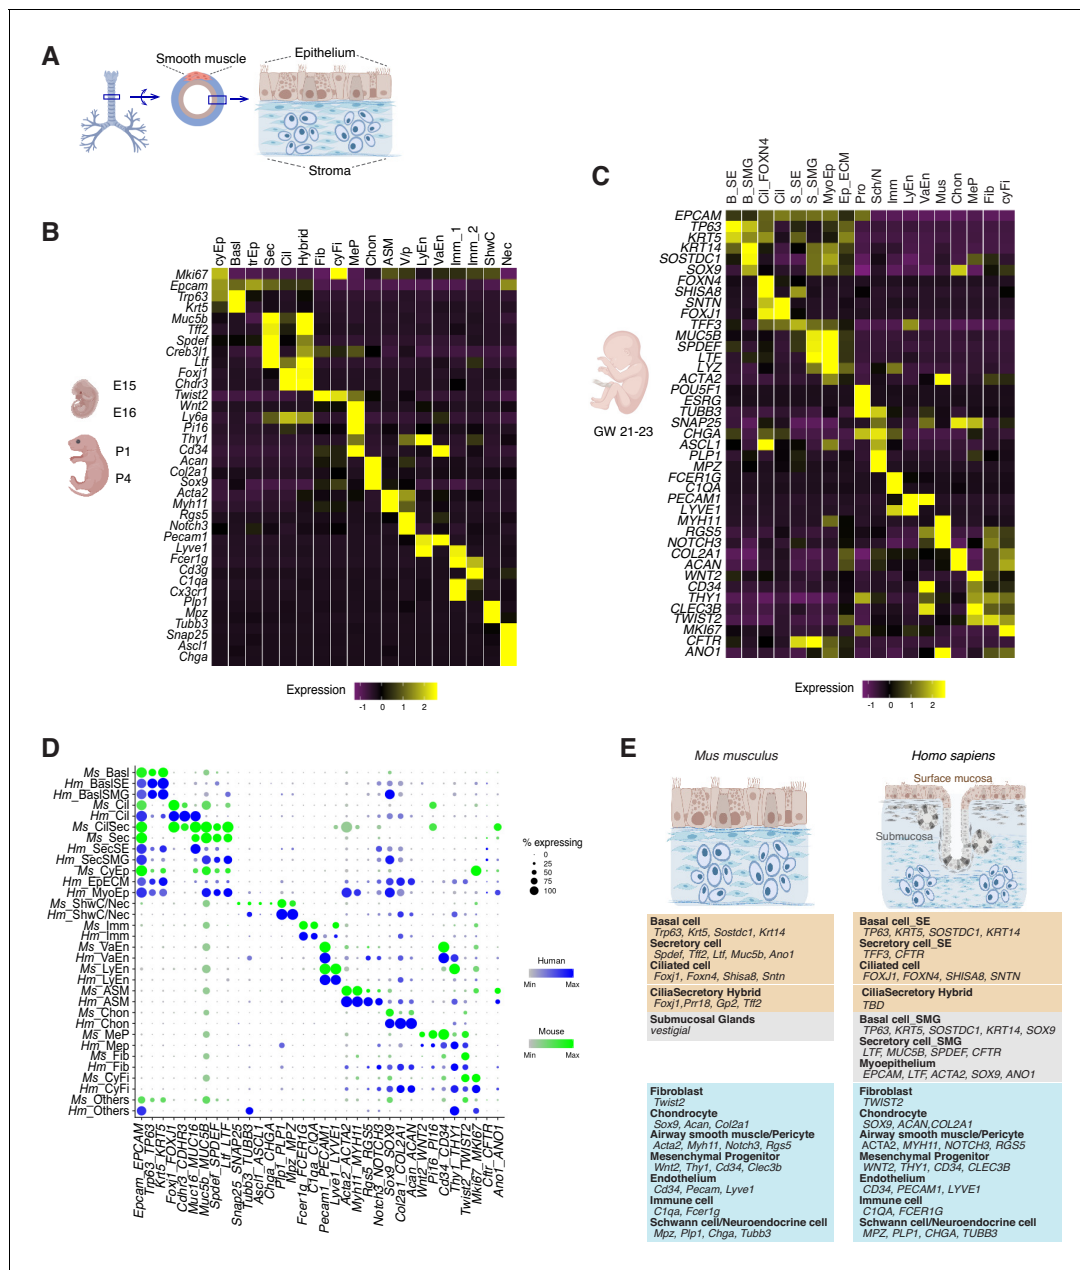 A
Smooth muscle
Epithelium
Stroma
B
cyEp
Basl
trEp
Sec
Cil
Hybrid
Fib
cyFi
MeP
Chon
ASM
V/p
LyEn
VaEn
Imm_1
Imm_2
ShwC
Nec
Mki67
Epcam
Trp63
Krt5
Muc5b
Tff2
Spdef
Creb3l1
Ltf
Foxj1
Chdr3
Twist2
Wnt2
Ly6a
Pi16
Thy1
Cd34
Acan
Col2a1
Sox9
Acta2
Myh11
Rgs5
Notch3
Pecam1
Lyve1
Fcer1g
Cd3g
C1qa
Cx3cr1
Plp1
Mpz
Tubb3
Snap25
Ascl1
Chga
E15
E16
P1
P4
Expression
-1 0 1 2
C
B_SE
B_SMG
Cil_FOXN4
Cil
S_SE
S_SMG
MyoEp
Ep_ECM
Pro
Sch/N
Imm
LyEn
VaEn
Mus
Chon
MeP
Fib
cyFi
EPCAM
TP63
KRT5
KRT14
SOSTDC1
SOX9
FOXN4
SHISA8
SNTN
FOXJ1
TFF3
MUC5B
SPDEF
LTF
LYZ
ACTA2
POU5F1
ESRG
TUBB3
SNAP25
CHGA
ASCL1
PLP1
MPZ
FCER1G
C1QA
PECAM1
LYVE1
MYH11
RGS5
NOTCH3
COL2A1
ACAN
WNT2
CD34
THY1
CLEC3B
TWIST2
MKI67
CFTR
ANO1
GW 21-23
Expression
-1 0 1 2
D
Ms_Basl
Hm_BaslSE
Hm_BaslSMG
Ms_Cil
Hm_Cil
Ms_CilSec
Ms_Sec
Hm_SecSE
Hm_SecSMG
Ms_CyEp
Hm_EpECM
Hm_MyoEp
Ms_ShwC/Nec
Hm_ShwC/Nec
Ms_Imm
Hm_Imm
Ms_VaEn
Hm_VaEn
Ms_LyEn
Hm_LyEn
Ms_ASM
Hm_ASM
Ms_Chon
Hm_Chon
Ms_MeP
Hm_Mep
Ms_Fib
Hm_Fib
Ms_CyFi
Hm_CyFi
Ms_Others
Hm_Others
Epcam_EPCAM
Trp63_TP63
Krt5_KRT5
Foxj1_FOXJ1
Cdhr3_CDHR3
Muc16_MUC16
Muc5b_MUC5B
Spdef_SPDEF
Ltf_LTF
Snap25_SNAP25
Tubb3_TUBB3
Ascl1_ASCL1
Chga_CHGA
Plp1_PLP1
Mpz_MPZ
Fcer1g_FCER1G
C1qa_C1QA
Pecam1_PECAM1
Lyve1_LYVE1
Acta2_ACTA2
Myh11_MYH11
Rgs5_RGS5
Notch3_NOTCH3
Sox9_SOX9
Col2a1_COL2A1
Acan_ACAN
Wnt2_WNT2
Pi16_PI16
Cd34_CD34
Thy1_THY1
Twist2_TWIST2
Mki67_MKI67
Cftr_CFTR
Ano1_ANO1
% expressing
0
25
50
75
100
Human
Min Max
Mouse
Min Max
E
Mus musculus
Homo sapiens
Surface mucosa
Submucosa
Basal cell
Trp63, Krt5, Sostdc1, Krt14
Secretory cell
Spdef, Tff2, Ltf, Muc5b, Ano1
Ciliated cell
Foxj1, Foxn4, Shisa8, Sntn
CiliaSecretory Hybrid
Foxj1,Prr18, Gp2, Tff2
Submucosal Glands
vestigial
Fibroblast
Twist2
Chondrocyte
Sox9, Acan, Col2a1
Airway smooth muscle/Pericyte
Acta2, Myh11, Notch3, Rgs5
Mesenchymal Progenitor
Wnt2, Thy1, Cd34, Clec3b
Endothelium
Cd34, Pecam, Lyve1
Immune cell
C1qa, Fcer1g
Schwann cell/Neuroendocrine cell
Mpz, Plp1, Chga, Tubb3
Basal cell_SE
TP63, KRT5, SOSTDC1, KRT14
Secretory cell_SE
TFF3, CFTR
Ciliated cell
FOXJ1, FOXN4, SHISA8, SNTN
CiliaSecretory Hybrid
TBD
Basal cell_SMG
TP63, KRT5, SOSTDC1, KRT14, SOX9
Secretory cell_SMG
LTF, MUC5B, SPDEF, CFTR
Myoepithelium
EPCAM, LTF, ACTA2, SOX9, ANO1
Fibroblast
TWIST2
Chondrocyte
SOX9, ACAN,COL2A1
Airway smooth muscle/Pericyte
ACTA2, MYH11, NOTCH3, RGS5
Mesenchymal Progenitor
WNT2, THY1, CD34, CLEC3B
Endothelium
CD34, PECAM1, LYVE1
Immune cell
C1QA, FCER1G
Schwann cell/Neuroendocrine cell
MPZ, PLP1, CHGA, TUBB3